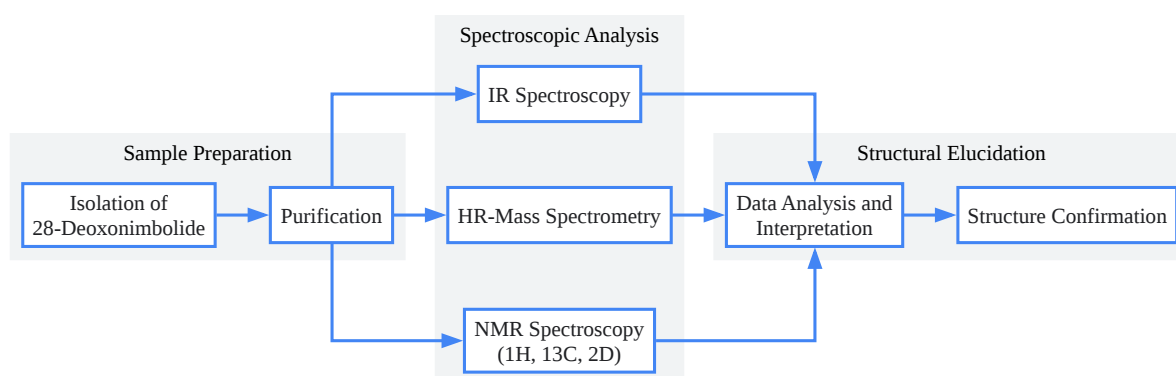 Spectroscopic Analysis
IR Spectroscopy
Sample Preparation
Structural Elucidation
Isolation of
28-Deoxonimbolide
Purification
HR-Mass Spectrometry
Data Analysis and
Interpretation
Structure Confirmation
NMR Spectroscopy
(1H, 13C, 2D)